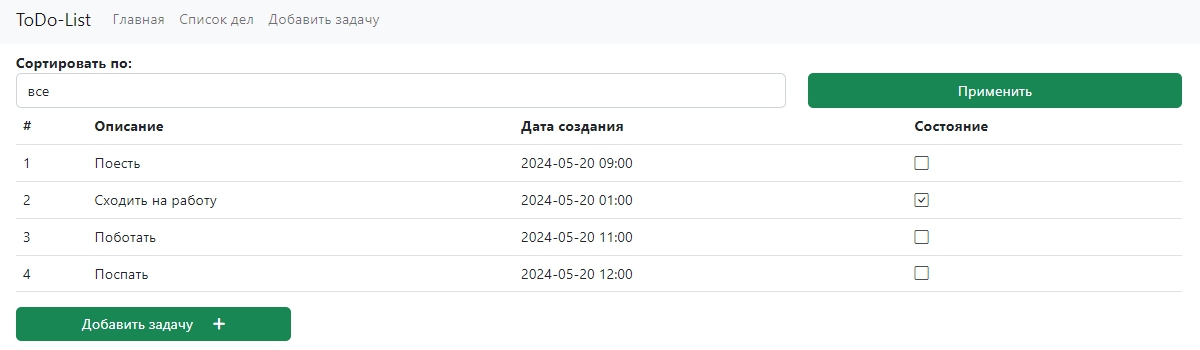 ToDo-List Главная Список дел Добавить задачу
Сортировать по:
все Применить
# Описание Дата создания Состояние
1 Поесть 2024-05-20 09:00
2 Сходить на работу 2024-05-20 01:00
3 Поботать 2024-05-20 11:00
4 Поспать 2024-05-20 12:00
Добавить задачу +